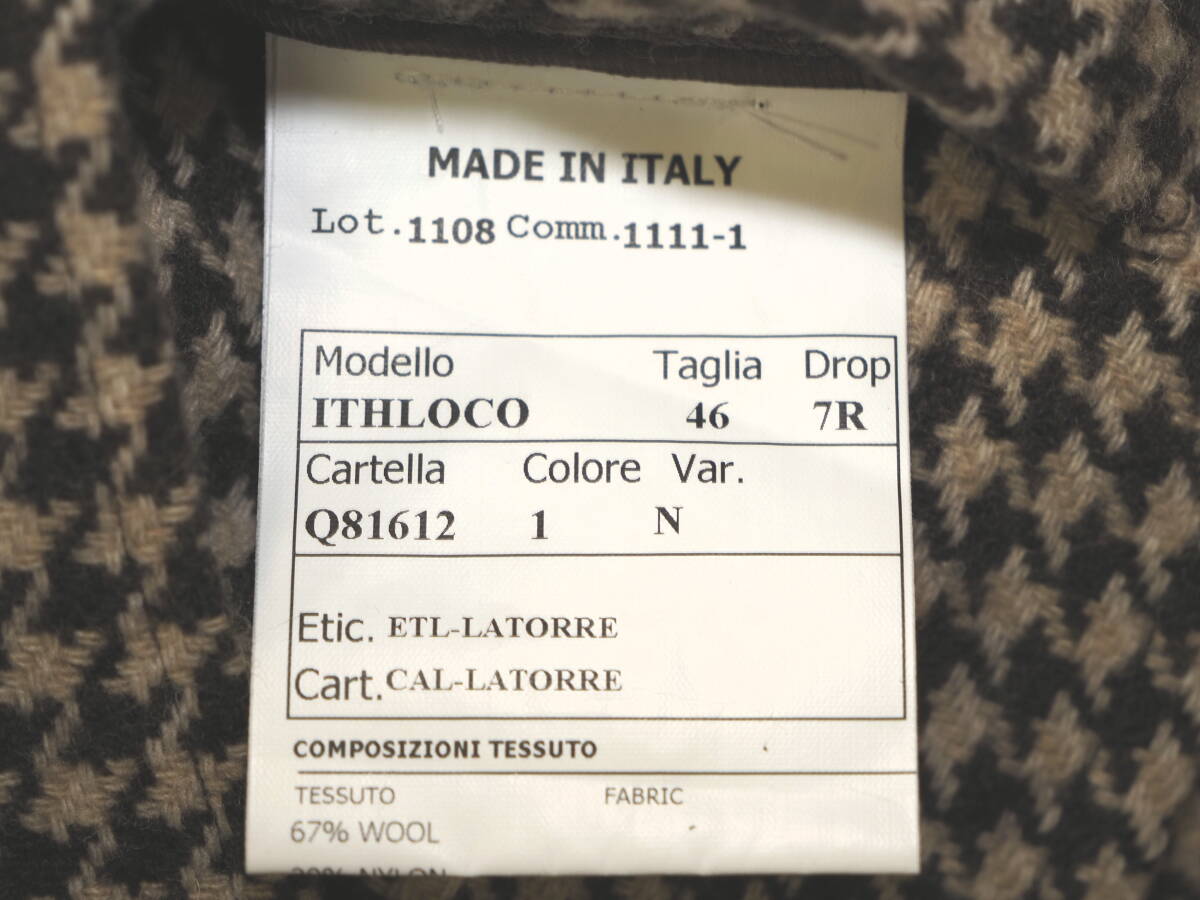 MADE IN ITALY
Lot.1108 Comm.1111-1
Modello Taglia Drop
ITHLOCO 46 7R
Cartella Colore Var.
Q81612 1 N
Etic. ETL-LATORRE
Cart. CAL-LATORRE
COMPOSIZIONI TESSUTO
TESSUTO FABRIC
67% WOOL
NYLON